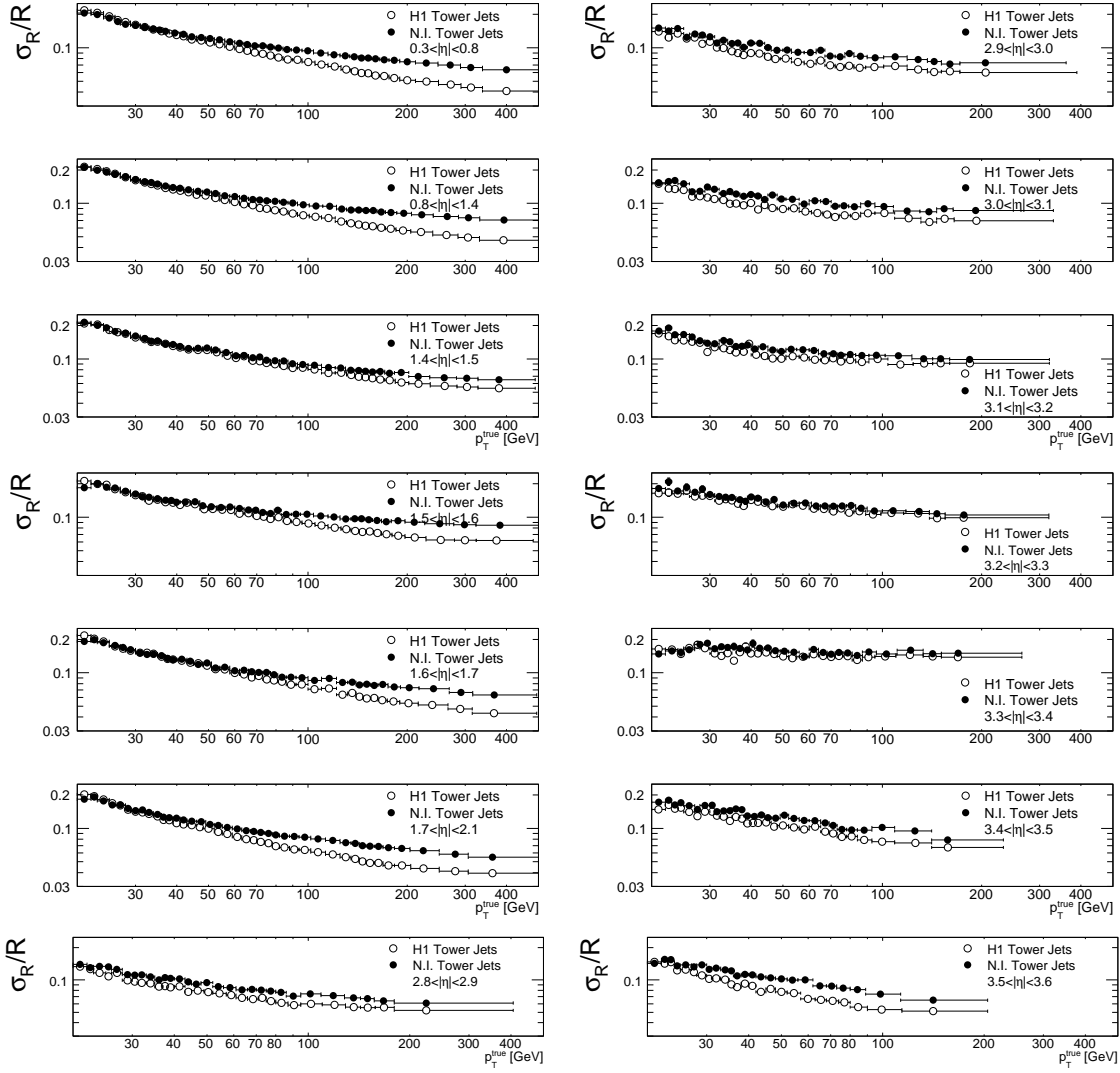 σ_R/R
0.1
H1 Tower Jets
N.I. Tower Jets
0.3<|η|<0.8
30 40 50 60 70 100 200 300 400
0.2
0.1
0.03
H1 Tower Jets
N.I. Tower Jets
0.8<|η|<1.4
30 40 50 60 70 100 200 300 400
0.2
0.1
0.03
H1 Tower Jets
N.I. Tower Jets
1.4<|η|<1.5
30 40 50 60 70 100 200 300 400
p_T^true [GeV]
σ_R/R
0.1
H1 Tower Jets
N.I. Tower Jets
1.5<|η|<1.6
30 40 50 60 70 100 200 300 400
0.2
0.1
0.03
H1 Tower Jets
N.I. Tower Jets
1.6<|η|<1.7
30 40 50 60 70 100 200 300 400
0.2
0.1
0.03
H1 Tower Jets
N.I. Tower Jets
1.7<|η|<2.1
30 40 50 60 70 100 200 300 400
p_T^true [GeV]
σ_R/R
0.1
H1 Tower Jets
N.I. Tower Jets
2.8<|η|<2.9
30 40 50 60 70 80 100 200 300 400
p_T^true [GeV]
σ_R/R
0.1
H1 Tower Jets
N.I. Tower Jets
2.9<|η|<3.0
30 40 50 60 70 80 100 200 300 400
0.2
0.1
0.03
H1 Tower Jets
N.I. Tower Jets
3.0<|η|<3.1
30 40 50 60 70 80 100 200 300 400
0.2
0.1
0.03
H1 Tower Jets
N.I. Tower Jets
3.1<|η|<3.2
30 40 50 60 70 80 100 200 300 400
p_T^true [GeV]
σ_R/R
0.1
H1 Tower Jets
N.I. Tower Jets
3.2<|η|<3.3
30 40 50 60 70 80 100 200 300 400
0.2
0.1
0.03
H1 Tower Jets
N.I. Tower Jets
3.3<|η|<3.4
30 40 50 60 70 80 100 200 300 400
0.2
0.1
0.03
H1 Tower Jets
N.I. Tower Jets
3.4<|η|<3.5
30 40 50 60 70 80 100 200 300 400
p_T^true [GeV]
σ_R/R
0.1
H1 Tower Jets
N.I. Tower Jets
3.5<|η|<3.6
30 40 50 60 70 80 100 200 300 400
p_T^true [GeV]